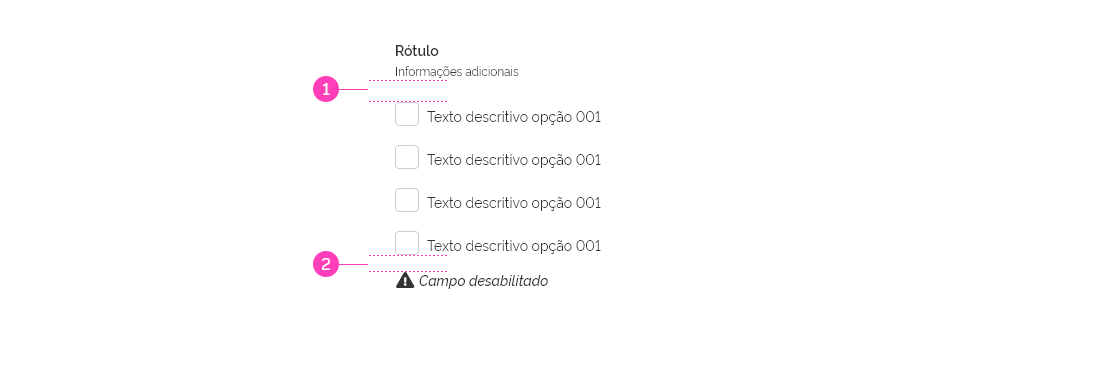 Rótulo
Informações adicionais
1
Texto descritivo opção 001
Texto descritivo opção 001
Texto descritivo opção 001
Texto descritivo opção 001
2
Campo desabilitado